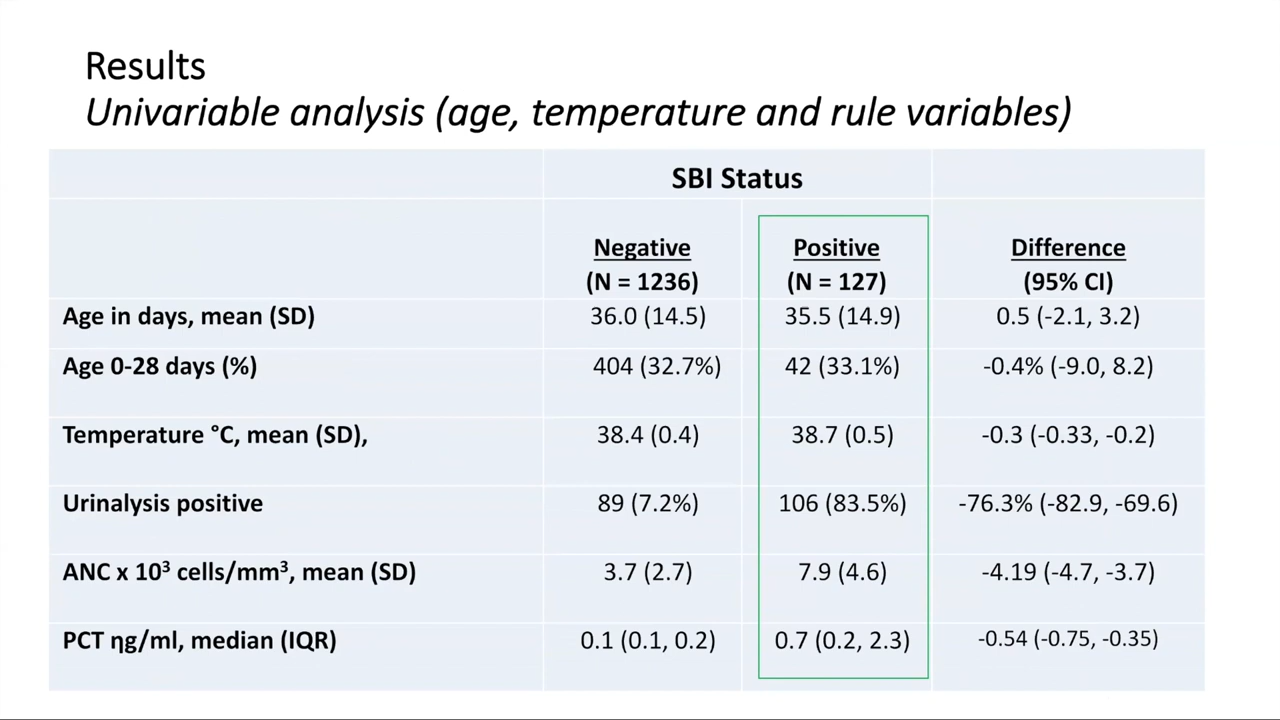 Results
Univariable analysis (age, temperature and rule variables)
SBI Status
Negative Positive Difference
(N = 1236) (N = 127) (95% CI)
Age in days, mean (SD) 36.0 (14.5) 35.5 (14.9) 0.5 (-2.1, 3.2)
Age 0-28 days (%) 404 (32.7%) 42 (33.1%) -0.4% (-9.0, 8.2)
Temperature °C, mean (SD), 38.4 (0.4) 38.7 (0.5) -0.3 (-0.33, -0.2)
Urinalysis positive 89 (7.2%) 106 (83.5%) -76.3% (-82.9, -69.6)
ANC x 10³ cells/mm³, mean (SD) 3.7 (2.7) 7.9 (4.6) -4.19 (-4.7, -3.7)
PCT ηg/ml, median (IQR) 0.1 (0.1, 0.2) 0.7 (0.2, 2.3) -0.54 (-0.75, -0.35)